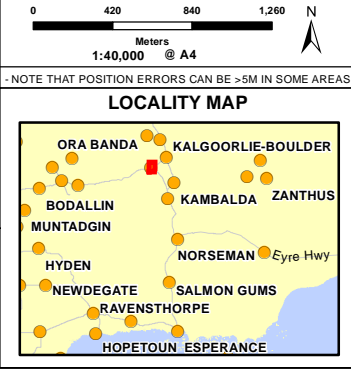 0 420 840 1,260 N
Meters
1:40,000 @ A4
- NOTE THAT POSITION ERRORS CAN BE >5M IN SOME AREAS
LOCALITY MAP
ORA BANDA KALGOORLIE-BOULDER
BODALLIN KAMBALDA ZANTHUS
MUNTADGIN
HYDEN NORSEMAN Eyre Hwy
NEWDEGATE SALMON GUMS
RAVENSTHORPE
HOPETOUN ESPERANCE